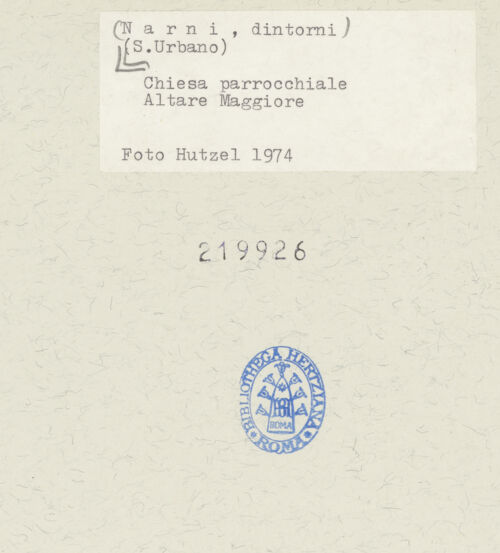 (N a r n i , dintorni)
(S.Urbano)
Chiesa parrocchiale
Altare Maggiore
Foto Hutzel 1974
219926
BIBLIOTHECA HERTZIANA
ROMA
ROMA